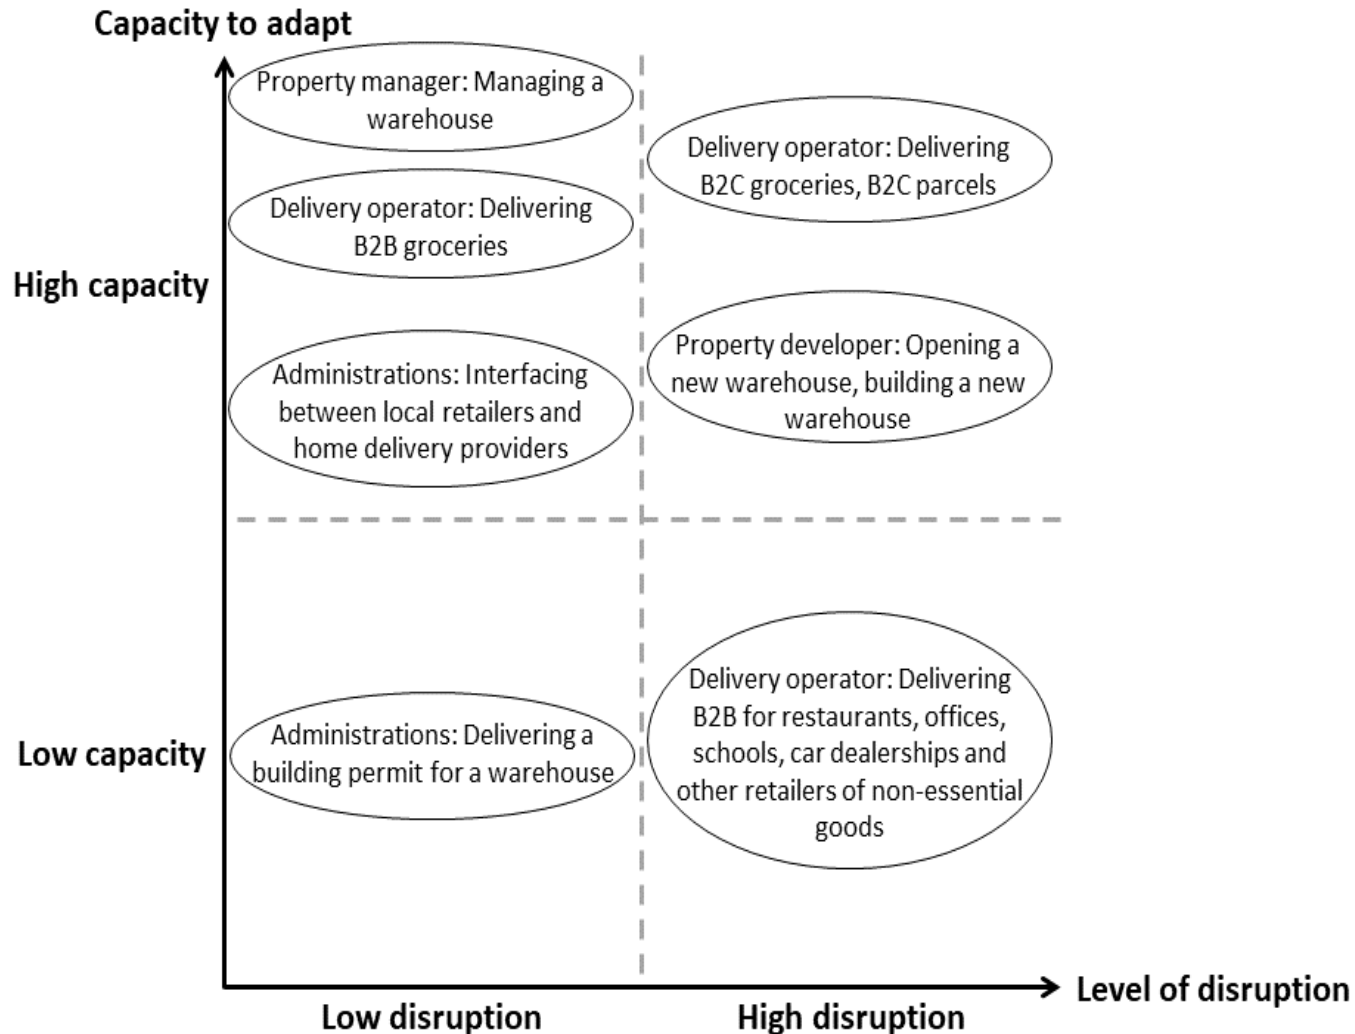 Capacity to adapt
Property manager: Managing a
warehouse
Delivery operator: Delivering
B2C groceries, B2C parcels
Delivery operator: Delivering
B2B groceries
High capacity
Property developer: Opening a
new warehouse, building a new
warehouse
Administrations: Interfacing
between local retailers and
home delivery providers
Low capacity
Administrations: Delivering a
building permit for a warehouse
Delivery operator: Delivering
B2B for restaurants, offices,
schools, car dealerships and
other retailers of non-essential
goods
Level of disruption
Low disruption
High disruption